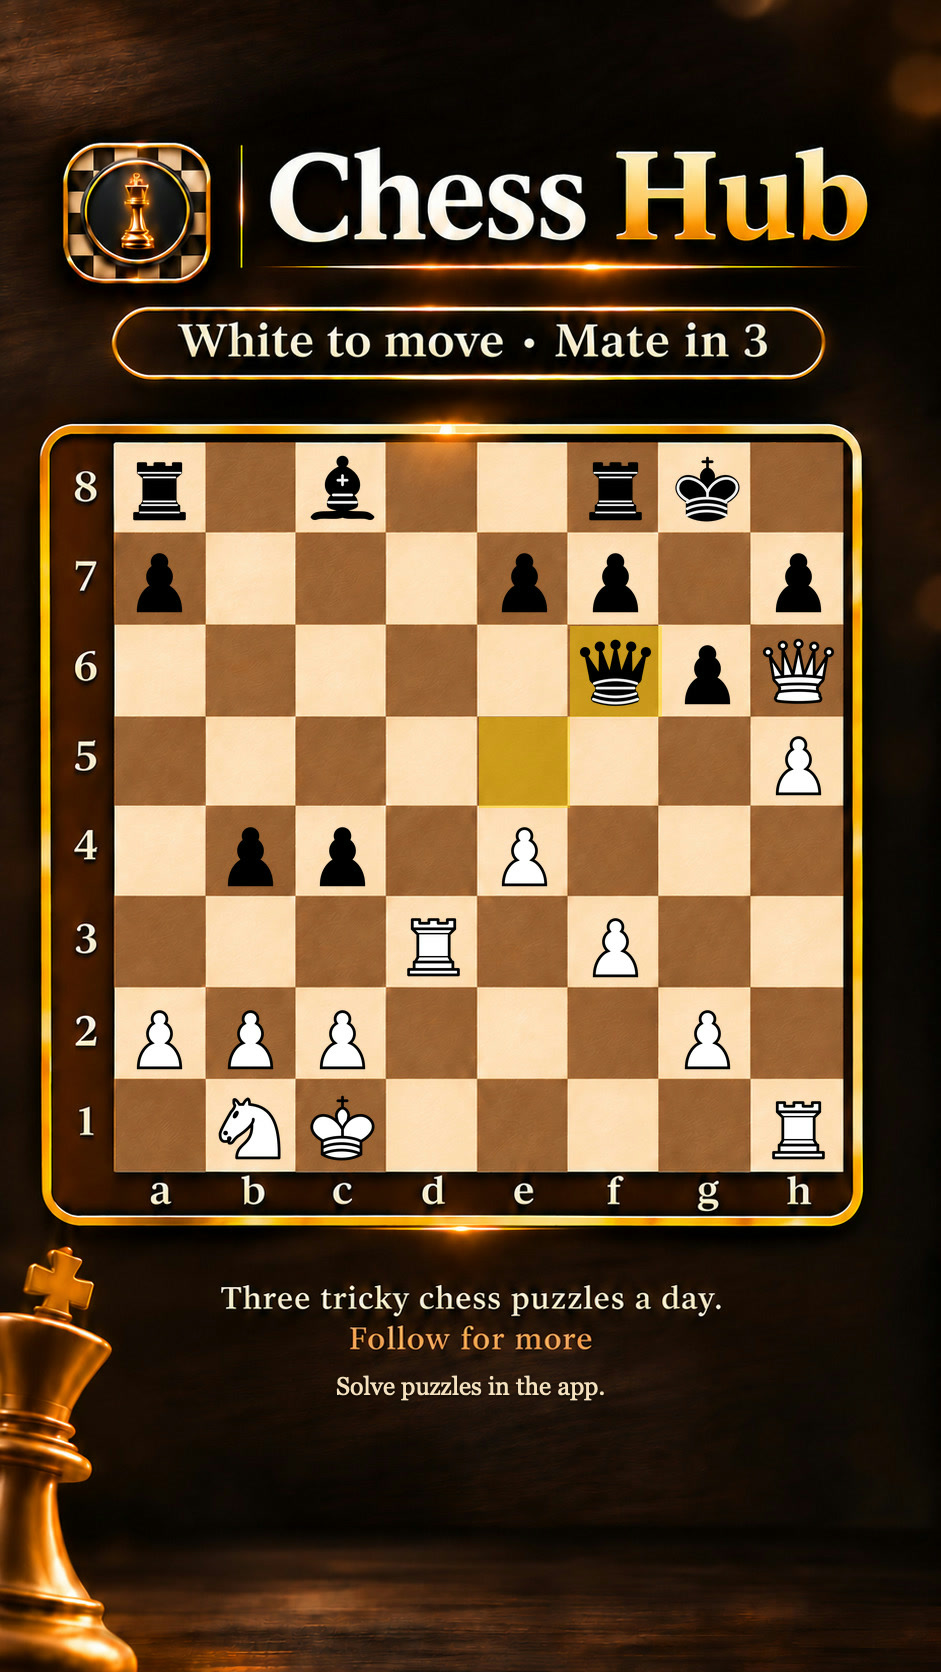 Chess Hub
White to move • Mate in 3
8
7
6
5
4
3
2
1
a b c d e f g h
Three tricky chess puzzles a day.
Follow for more
Solve puzzles in the app.